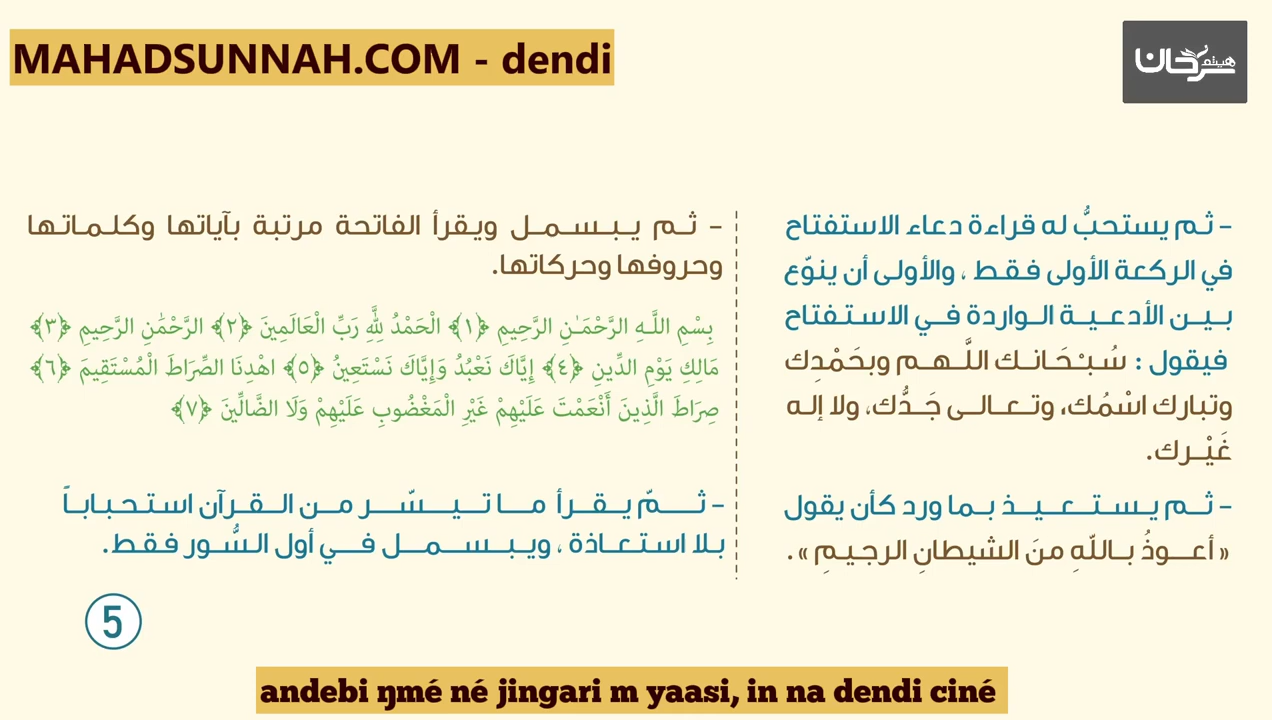 MAHADSUNNAH.COM - dendi
هيثم سرحان
- ثم يستحبُّ له قراءة دعاء الاستفتاح
في الركعة الأولى فقط ، والأولى أن ينوّع
بين الأدعية الواردة في الاستفتاح
فيقول : سُبْحَانك اللَّهم وبحَمْدِك
وتبارك اسْمُك، وتعالى جَدُّك، ولا إله
غَيْرك.
- ثم يستعيذ بما ورد كأن يقول
« أعوذُ باللّهِ منَ الشيطانِ الرجيمِ » .
- ثم يبسمل ويقرأ الفاتحة مرتبة بآياتها وكلماتها
وحروفها وحركاتها.
بِسْمِ اللَّـهِ الرَّحْمَـٰنِ الرَّحِيمِ ﴿١﴾ الْحَمْدُ لِلَّهِ رَبِّ الْعَالَمِينَ ﴿٢﴾ الرَّحْمَٰنِ الرَّحِيمِ ﴿٣﴾
مَالِكِ يَوْمِ الدِّينِ ﴿٤﴾ إِيَّاكَ نَعْبُدُ وَإِيَّاكَ نَسْتَعِينُ ﴿٥﴾ اهْدِنَا الصِّرَاطَ الْمُسْتَقِيمَ ﴿٦﴾
صِرَاطَ الَّذِينَ أَنْعَمْتَ عَلَيْهِمْ غَيْرِ الْمَغْضُوبِ عَلَيْهِمْ وَلَا الضَّالِّينَ ﴿٧﴾
- ثمّ يقرأ ما تيسّر من القرآن استحباباً
بلا استعاذة ، ويبسمل في أول السُّور فقط.
5
andebi ŋmé né jingari m yaasi, in na dendi ciné